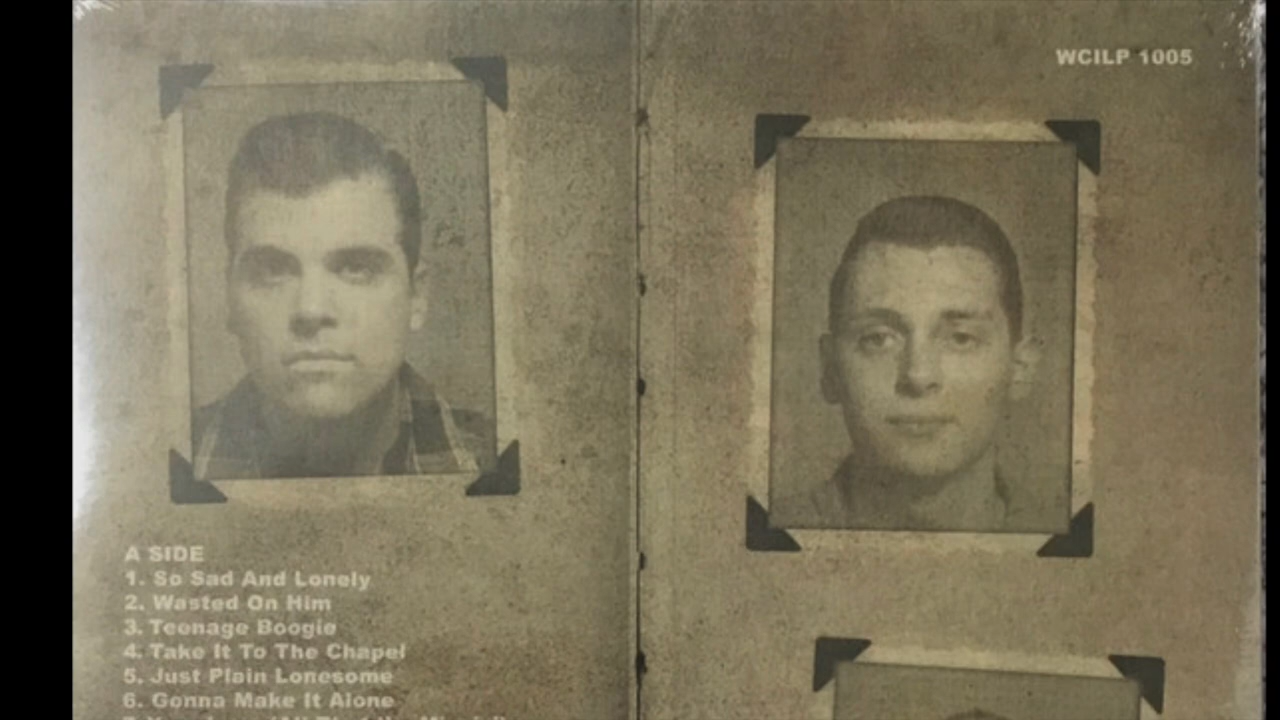 WCILP 1005
A SIDE
1. So Sad And Lonely
2. Wasted On Him
3. Teenage Boogie
4. Take It To The Chapel
5. Just Plain Lonesome
6. Gonna Make It Alone